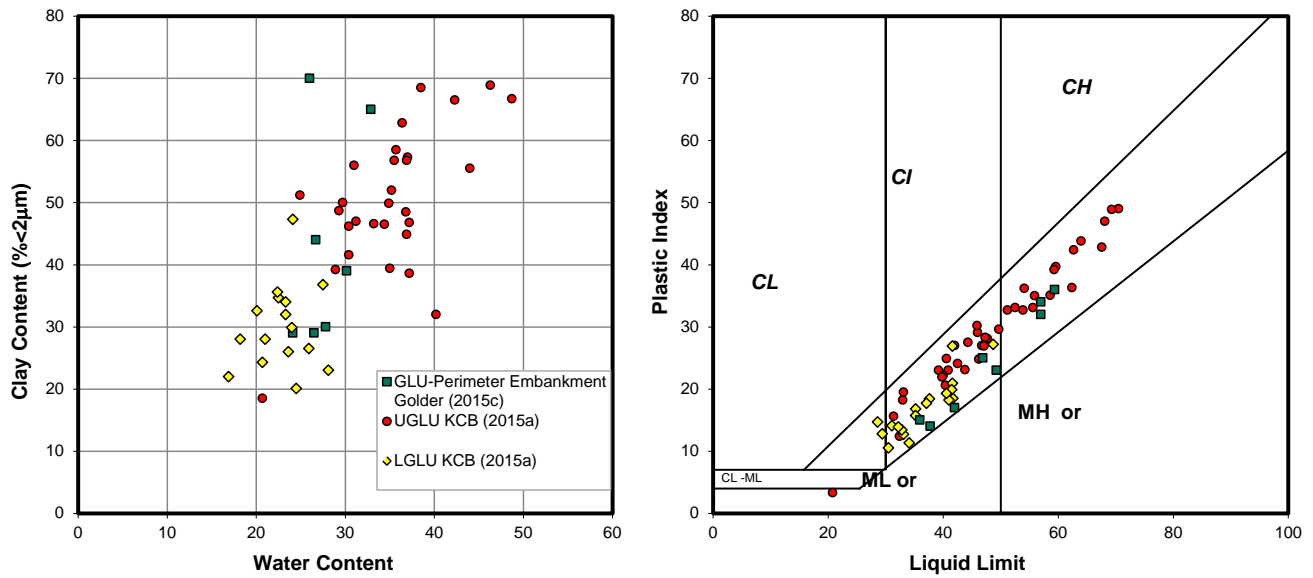 80
70
60
50
40
30
20
10
0
0 10 20 30 40 50 60
Clay Content (%<2μm)
Water Content
GLU-Perimeter Embankment
Golder (2015c)
UGLU KCB (2015a)
LGLU KCB (2015a)
80
70
60
50
40
30
20
10
0
0 20 40 60 80 100
Plastic Index
Liquid Limit
CH
CI
CL
MH or
CL -ML
ML or